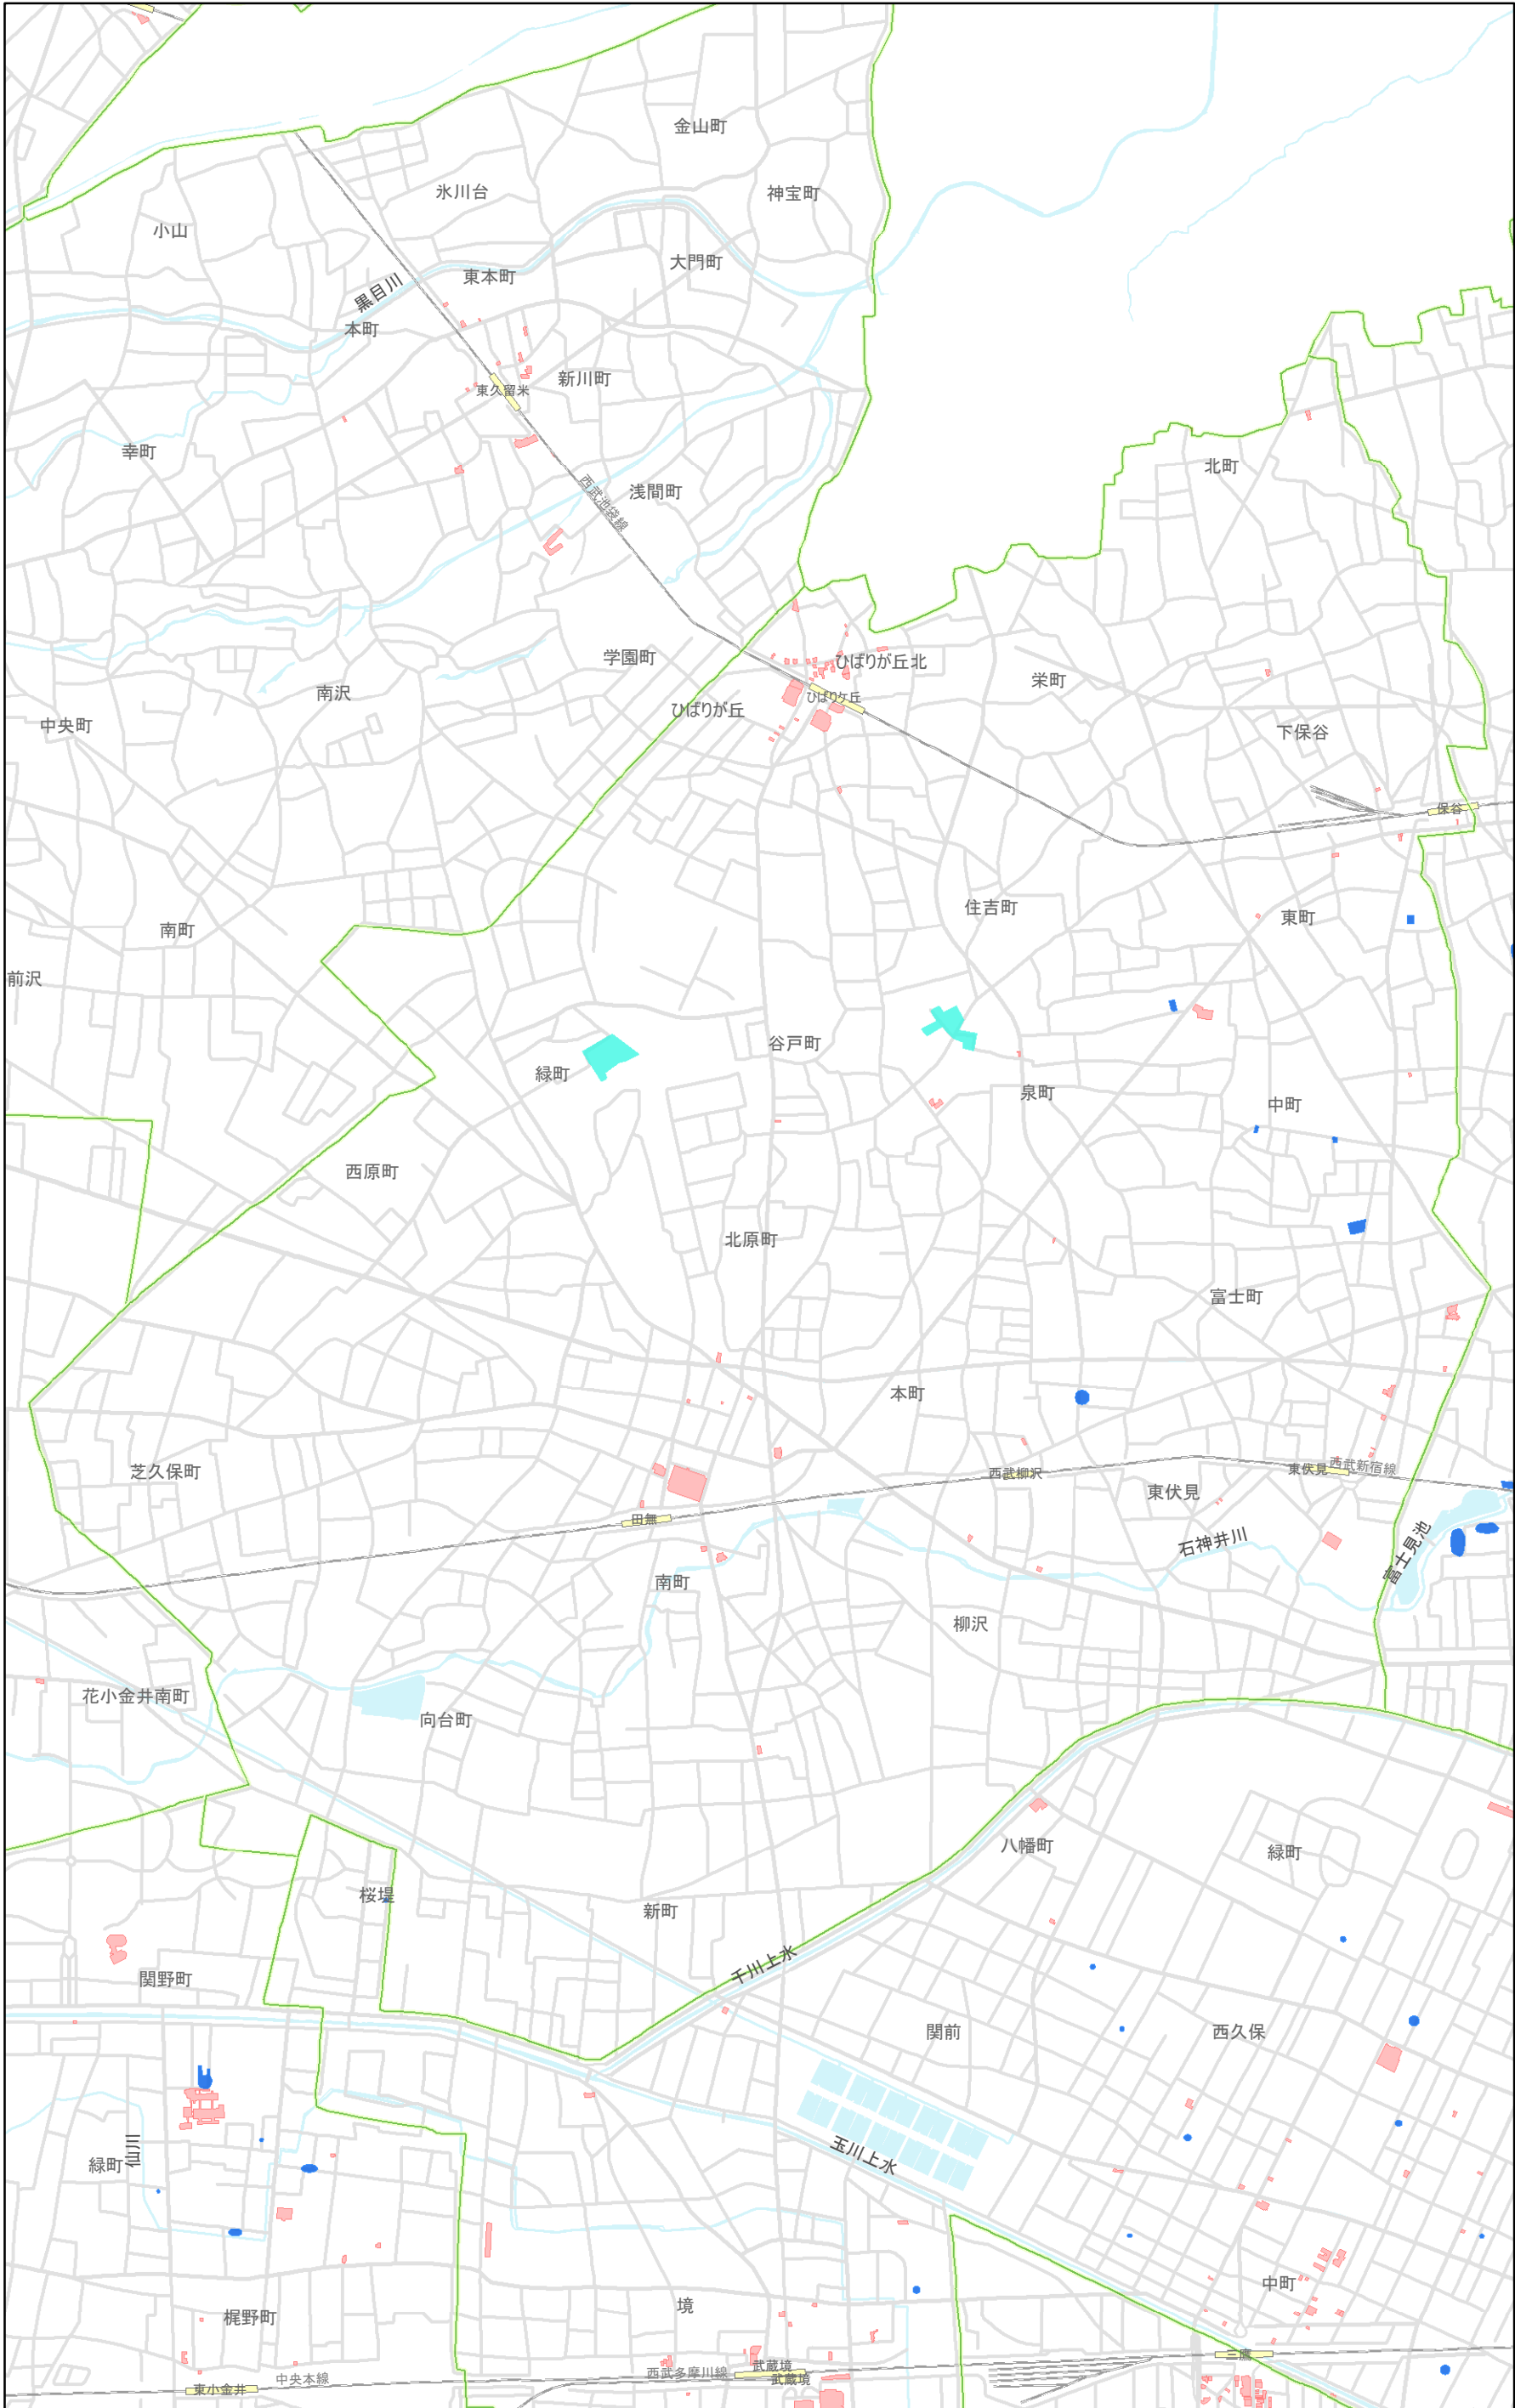 金山町
氷川台
神宝町
小山
大門町
東本町
黒目川
本町
新川町
東久留米
幸町
北町
浅間町
西武池袋線
学園町
ひばりが丘北
栄町
南沢
ひばりヶ丘
ひばりが丘
中央町
下保谷
保谷
住吉町
東町
南町
前沢
谷戸町
緑町
泉町
中町
西原町
北原町
富士町
本町
芝久保町
西武柳沢
東伏見
西武新宿線
東伏見
田無
石神井川
富士見池
南町
柳沢
花小金井南町
向台町
八幡町
緑町
桜堤
新町
千川上水
関野町
関前
西久保
玉川上水
緑町
仙川
中町
境
梶野町
三鷹
武蔵境
西武多摩川線
武蔵境
中央本線
東小金井